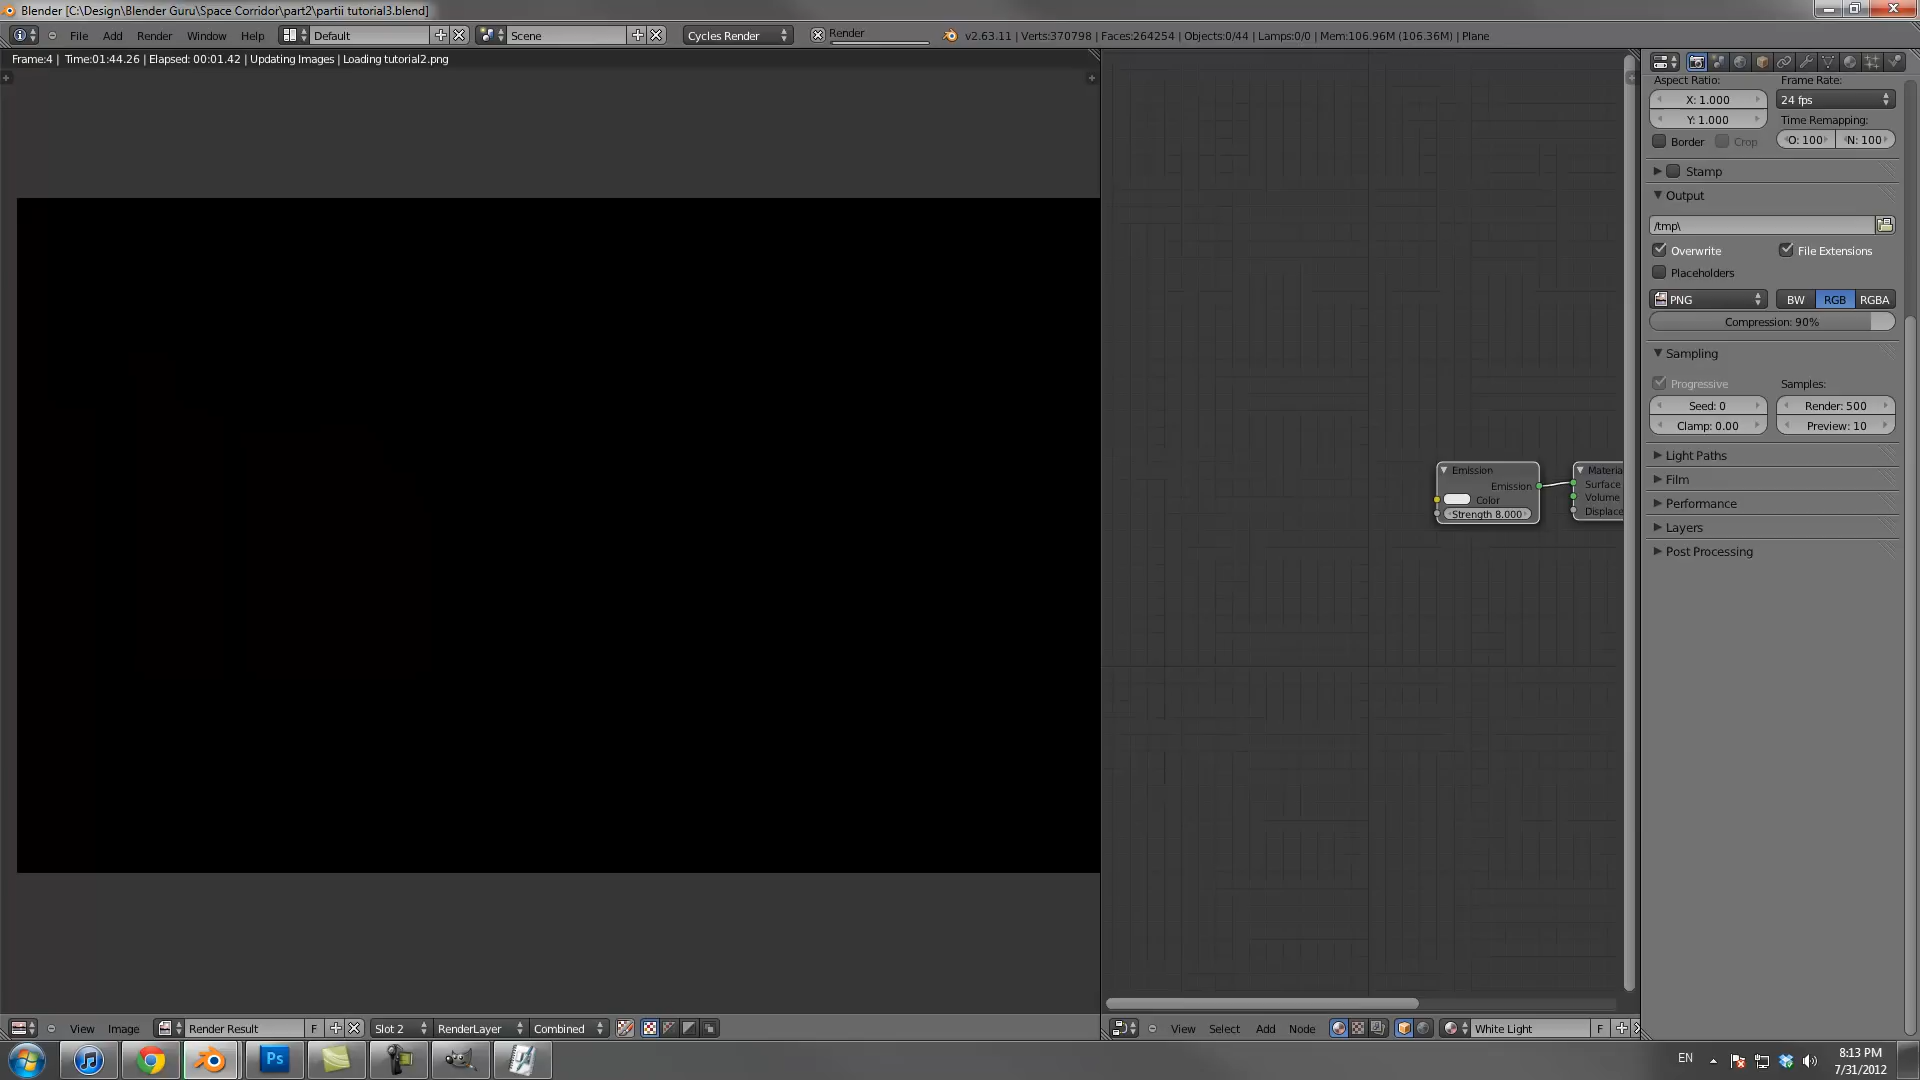 Blender [C:\Design\Blender Guru\Space Corridor\part2\partii tutorial3.blend]
File Add Render Window Help Default Scene Cycles Render Render v2.63.11 | Verts:370798 | Faces:264254 | Objects:0/44 | Lamps:0/0 | Mem:106.96M (106.36M) | Plane
Frame:4 | Time:01:44.26 | Elapsed: 00:01.42 | Updating Images | Loading tutorial2.png
Aspect Ratio: Frame Rate:
X: 1.000 24 fps
Y: 1.000 Time Remapping:
Border Crop O: 100 N: 100
Stamp
Output
/tmp\
Overwrite File Extensions
Placeholders
PNG BW RGB RGBA
Compression: 90%
Sampling
Progressive Samples:
Seed: 0 Render: 500
Clamp: 0.00 Preview: 10
Light Paths
Film
Performance
Layers
Post Processing
Emission
Emission
Color
Strength 8.000
Materia
Surface
Volume
Displace
View Image Render Result F Slot 2 RenderLayer Combined
View Select Add Node White Light F
Ps
EN 8:13 PM
7/31/2012